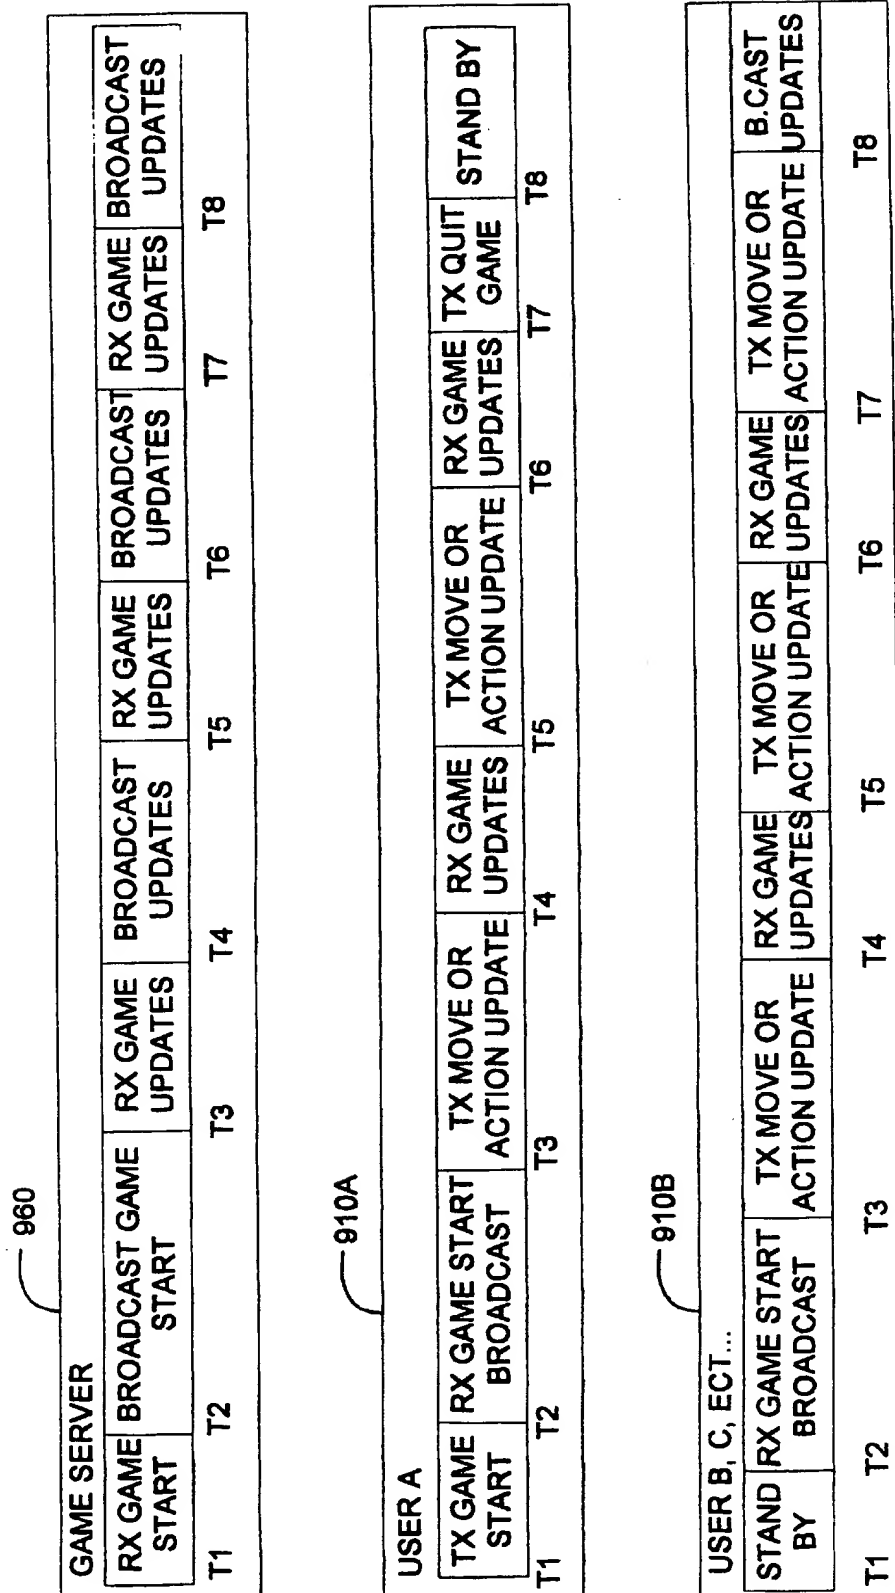 960
GAME SERVER
RX GAME START
BROADCAST GAME START
RX GAME UPDATES
BROADCAST UPDATES
RX GAME UPDATES
BROADCAST UPDATES
RX GAME UPDATES
BROADCAST UPDATES
T1 T2 T3 T4 T5 T6 T7 T8
910A
USER A
TX GAME START
RX GAME START BROADCAST
TX MOVE OR ACTION UPDATE
RX GAME UPDATES
TX MOVE OR ACTION UPDATE
RX GAME UPDATES
TX QUIT GAME
STAND BY
T1 T2 T3 T4 T5 T6 T7 T8
910B
USER B, C, ECT...
STAND BY
RX GAME START BROADCAST
TX MOVE OR ACTION UPDATE
RX GAME UPDATES
TX MOVE OR ACTION UPDATE
RX GAME UPDATES
TX MOVE OR ACTION UPDATE
B.CAST UPDATES
T1 T2 T3 T4 T5 T6 T7 T8